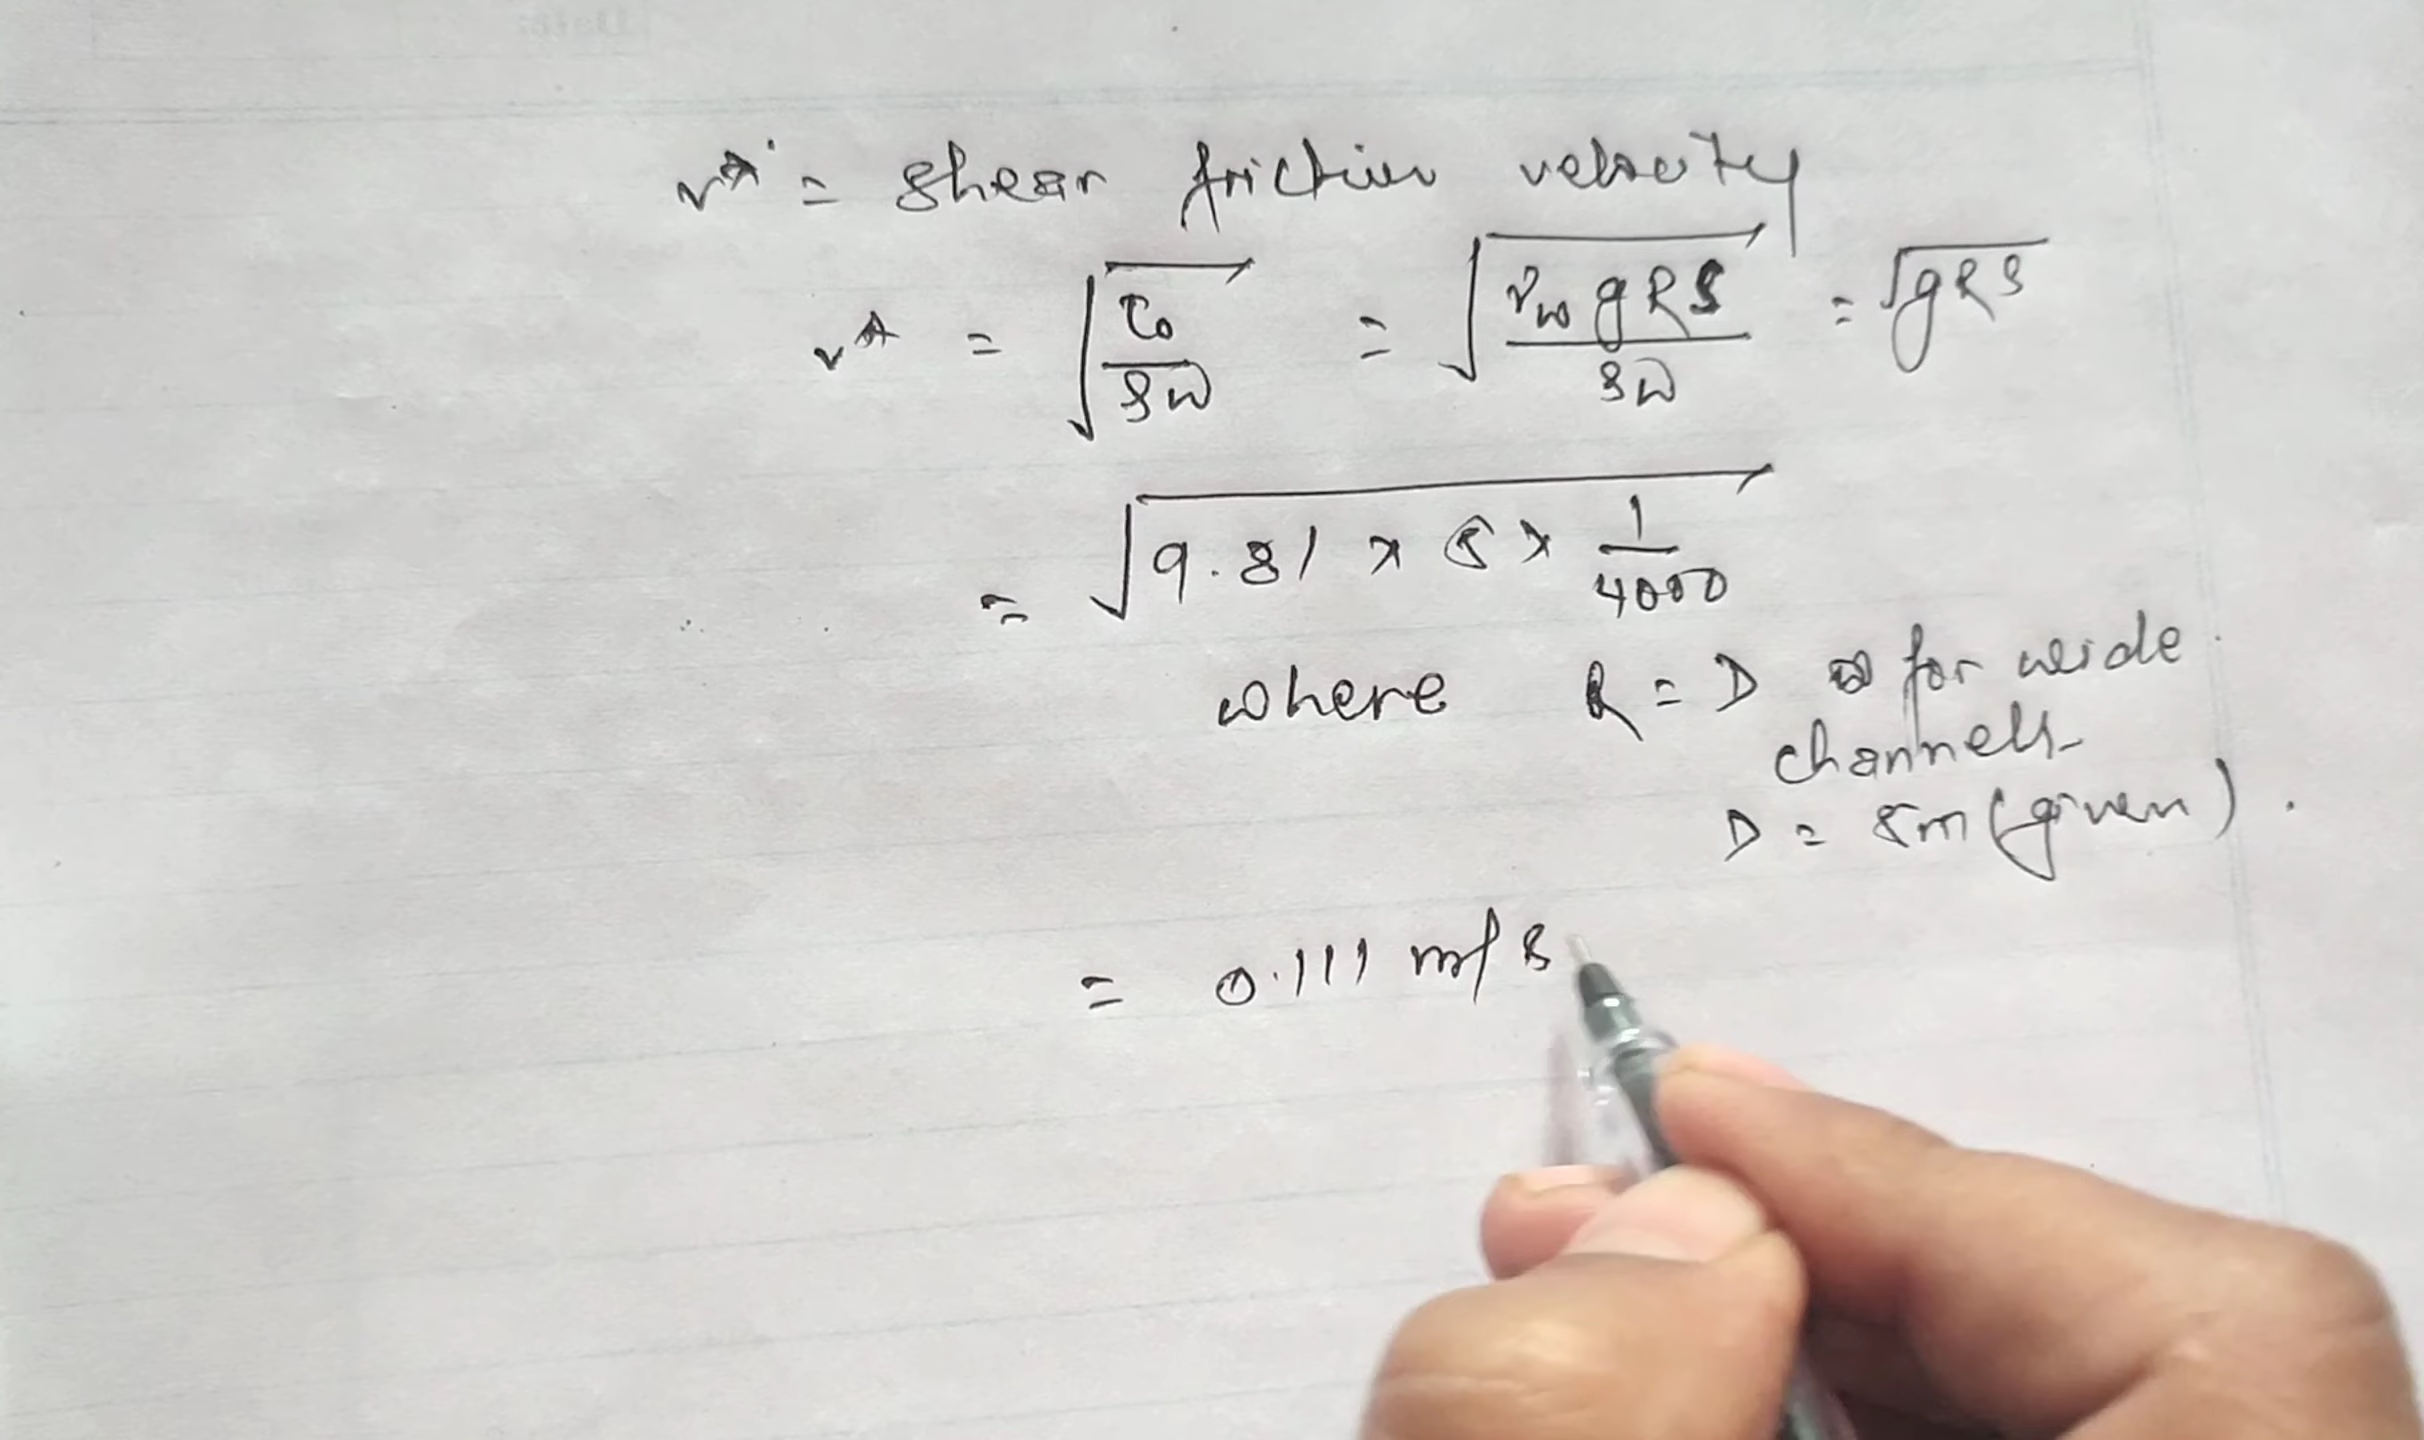 v* = shear friction velocity
v* = √(τ₀/ρw) = √(γw gRS/ρw) = √gRS
= √(9.81 x 5 x 1/4000)
where R = D for wide
channels
D = 5m (given).
= 0.111 m/s